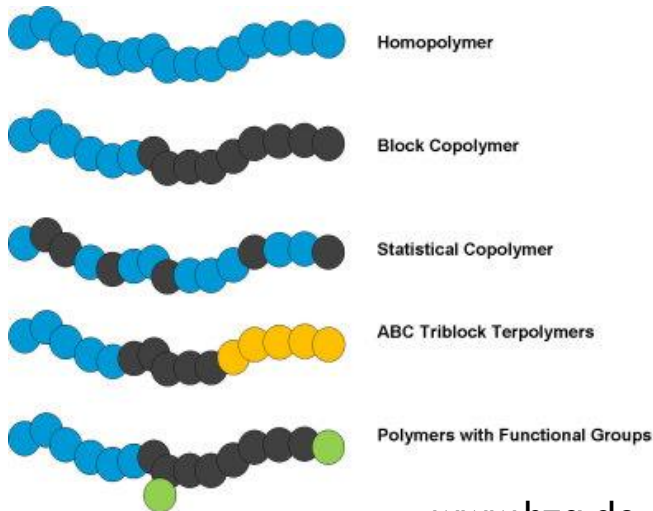 Homopolymer
Block Copolymer
Statistical Copolymer
ABC Triblock Terpolymers
Polymers with Functional Groups